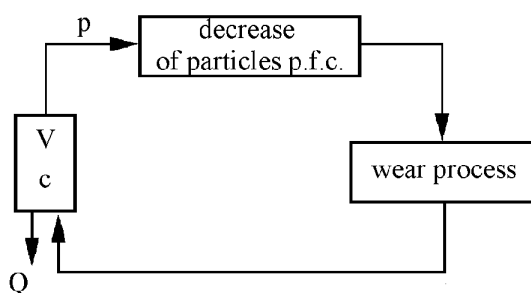 p
decrease
of particles p.f.c.
V
c
wear process
Q